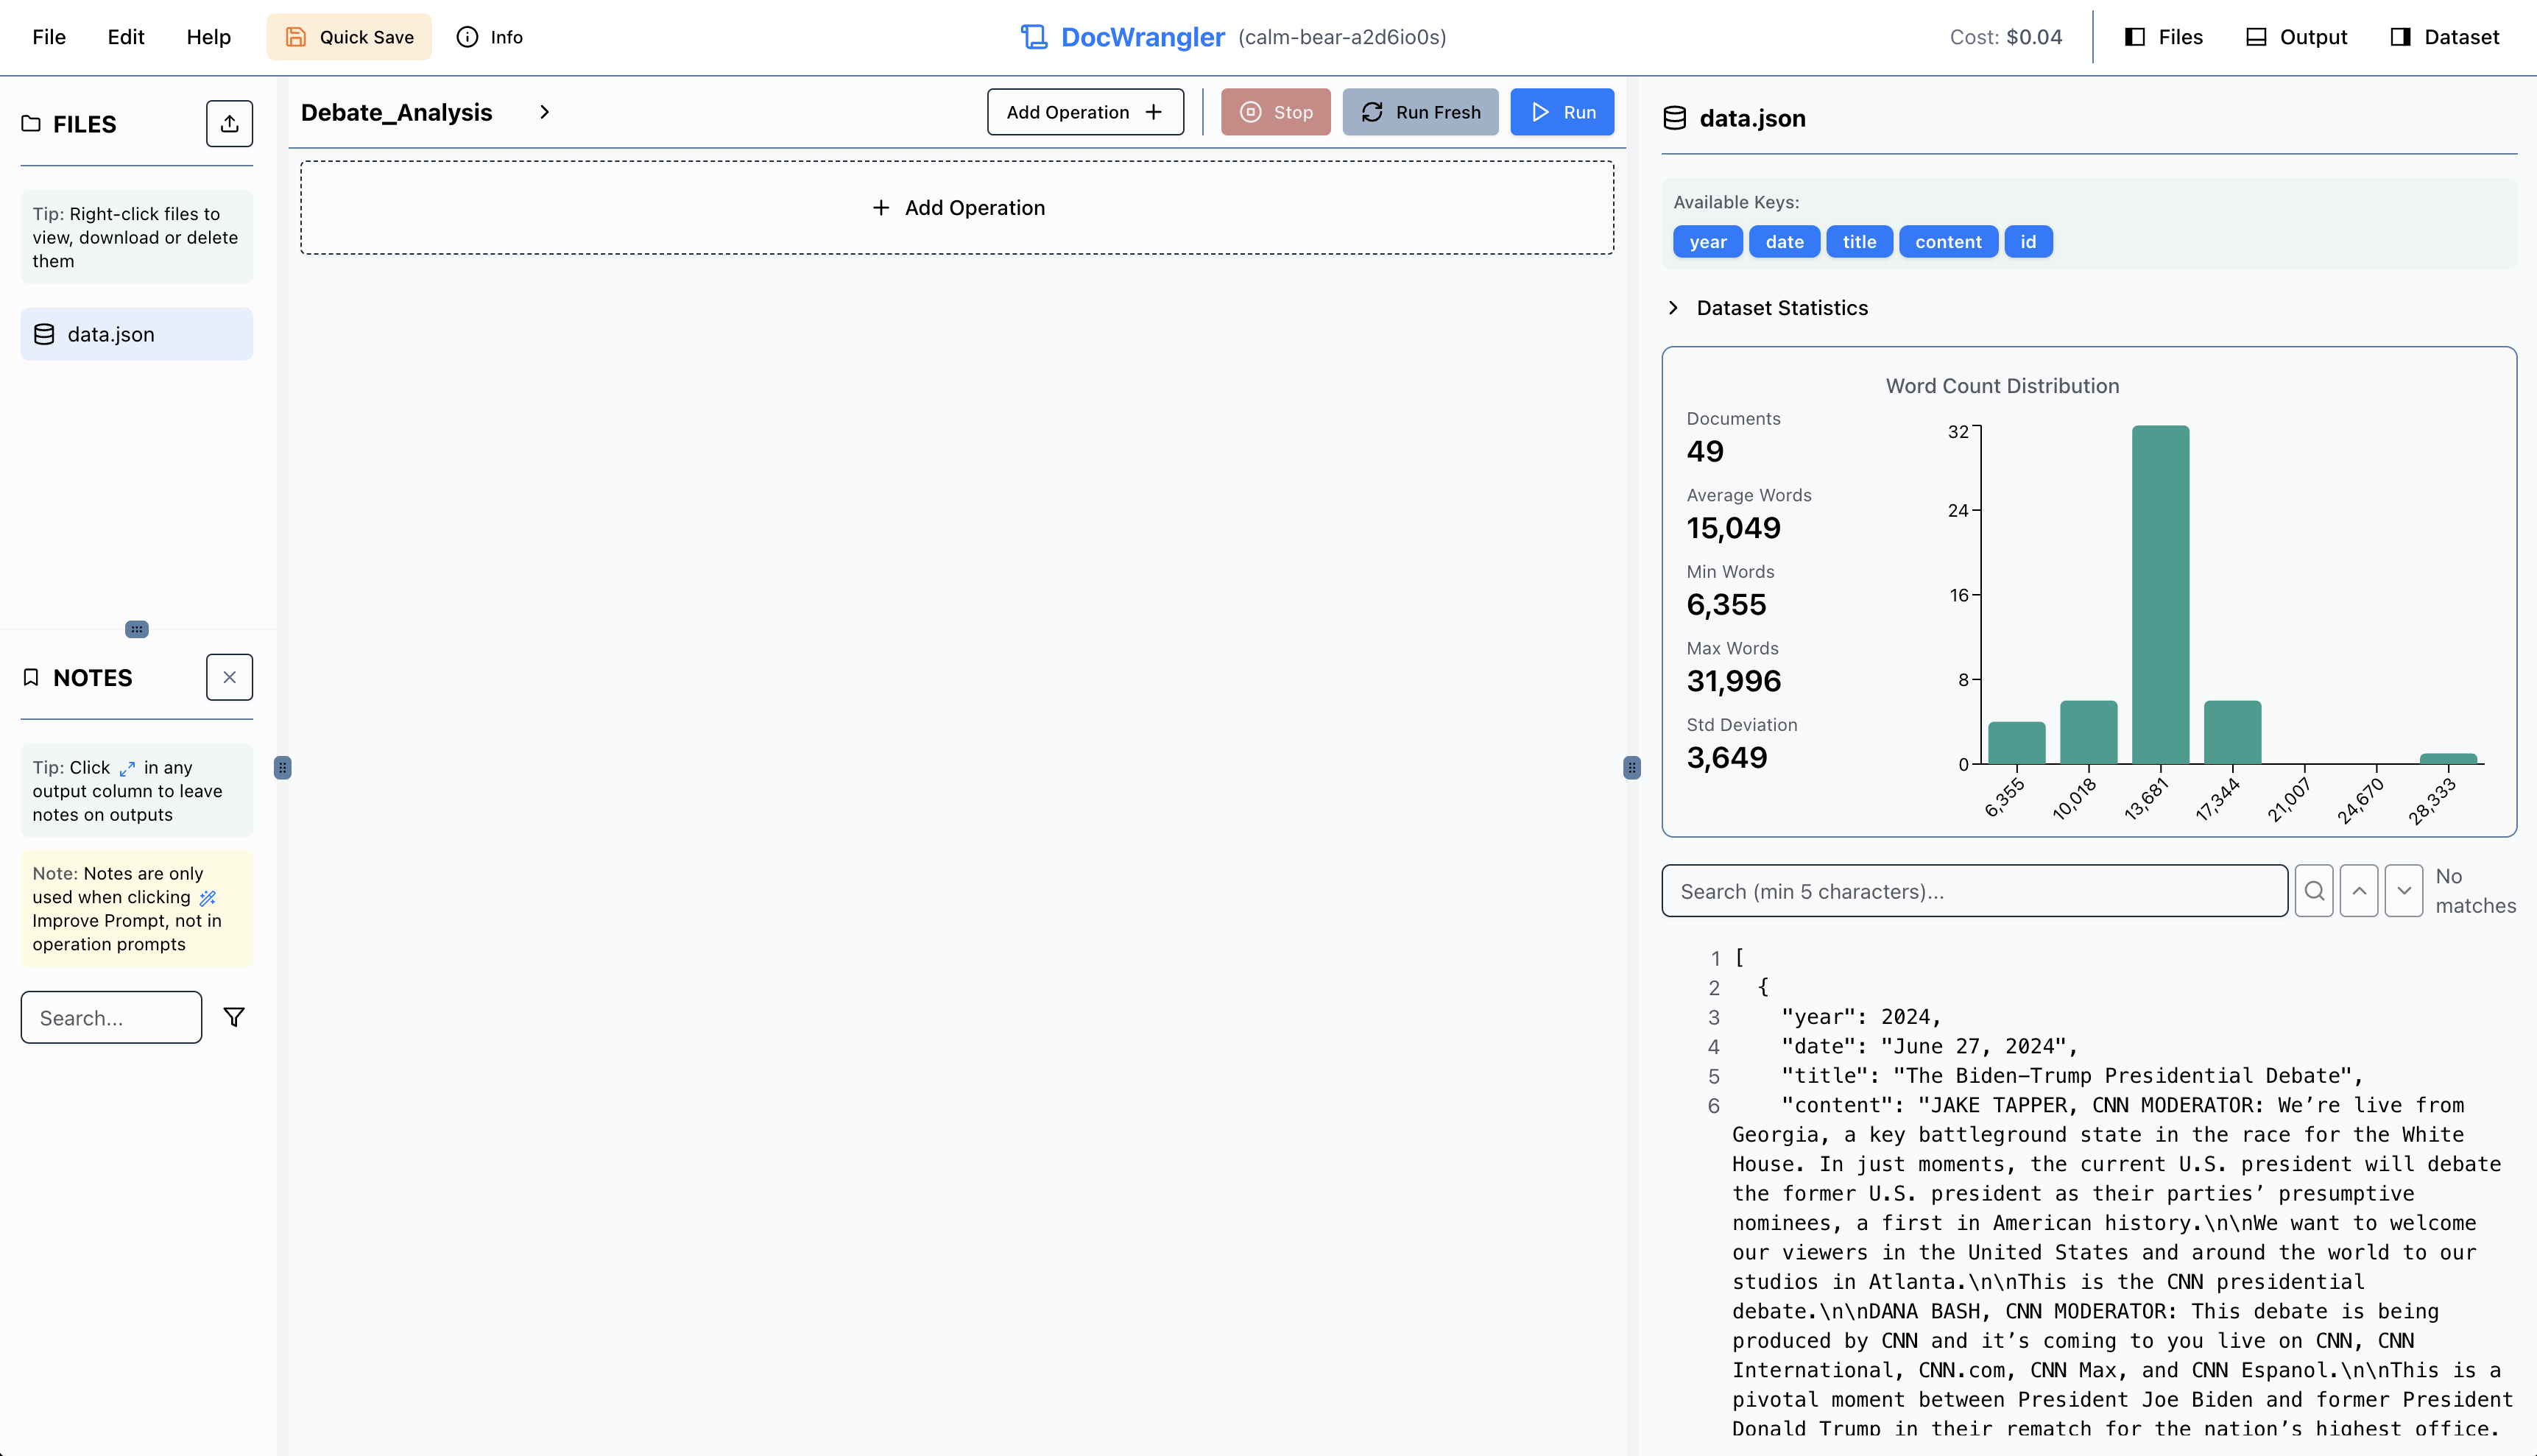 File Edit Help Quick Save Info DocWrangler (calm-bear-a2d6io0s) Cost: $0.04 Files Output Dataset
FILES
Tip: Right-click files to
view, download or delete
them
data.json
NOTES
Tip: Click in any
output column to leave
notes on outputs
Note: Notes are only
used when clicking
Improve Prompt, not in
operation prompts
Search...
Debate_Analysis Add Operation Stop Run Fresh Run
Add Operation
data.json
Available Keys:
year date title content id
Dataset Statistics
Word Count Distribution
Documents
49
Average Words
15,049
Min Words
6,355
Max Words
31,996
Std Deviation
3,649
32
24
16
8
0
6,355 10,018 13,681 17,344 21,007 24,670 28,333
Search (min 5 characters)...
No
matches
1 [
2 {
3 "year": 2024,
4 "date": "June 27, 2024",
5 "title": "The Biden–Trump Presidential Debate",
6 "content": "JAKE TAPPER, CNN MODERATOR: We’re live from
Georgia, a key battleground state in the race for the White
House. In just moments, the current U.S. president will debate
the former U.S. president as their parties’ presumptive
nominees, a first in American history.\n\nWe want to welcome
our viewers in the United States and around the world to our
studios in Atlanta.\n\nThis is the CNN presidential
debate.\n\nDANA BASH, CNN MODERATOR: This debate is being
produced by CNN and it’s coming to you live on CNN, CNN
International, CNN.com, CNN Max, and CNN Espanol.\n\nThis is a
pivotal moment between President Joe Biden and former President
Donald Trump in their rematch for the nation’s highest office.